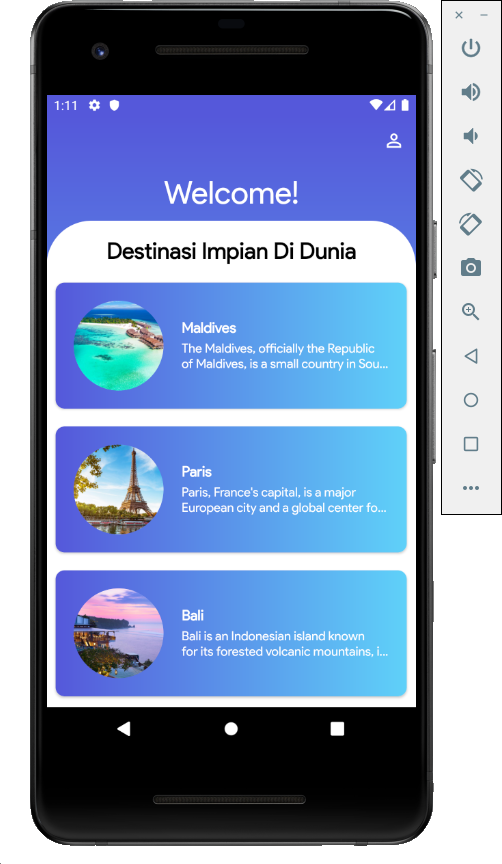 1:11
Welcome!
Destinasi Impian Di Dunia
Maldives
The Maldives, officially the Republic
of Maldives, is a small country in Sou...
Paris
Paris, France's capital, is a major
European city and a global center fo...
Bali
Bali is an Indonesian island known
for its forested volcanic mountains, i...